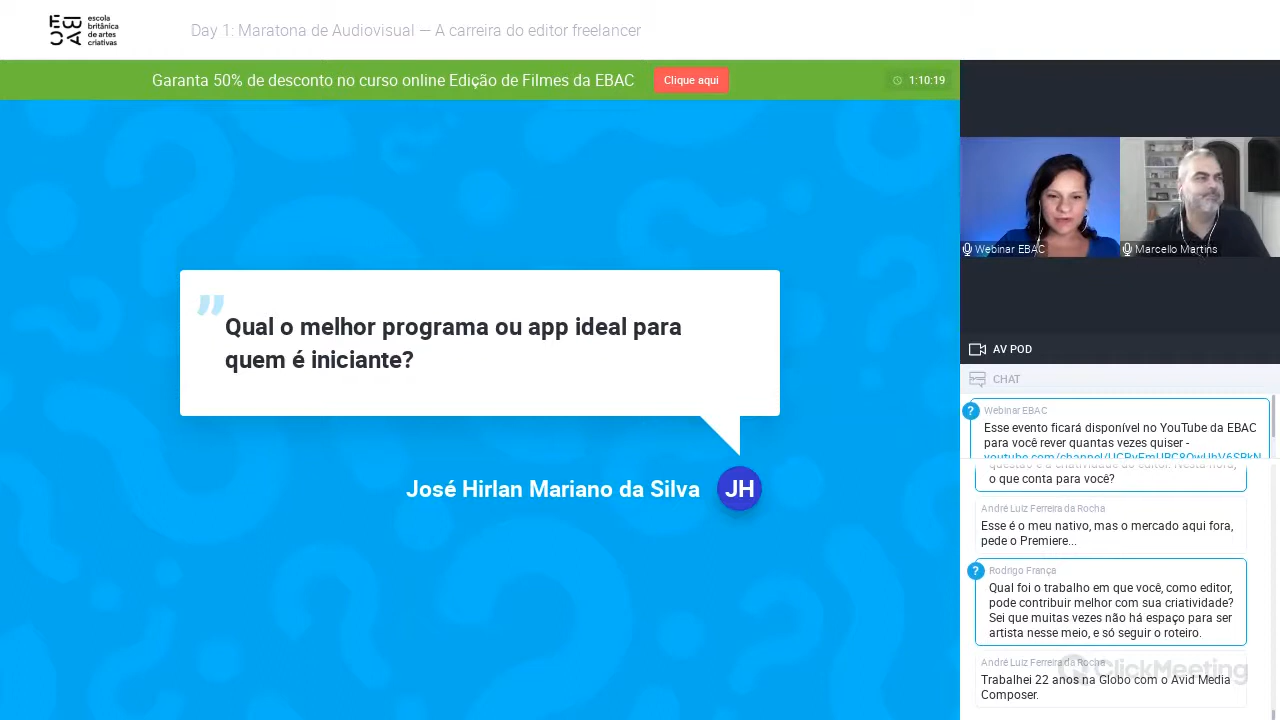 EBAC
escola
britânica
de artes
criativas
Day 1: Maratona de Audiovisual — A carreira do editor freelancer
Garanta 50% de desconto no curso online Edição de Filmes da EBAC
Clique aqui
1:10:19
Webinar EBAC
Marcello Martins
”
Qual o melhor programa ou app ideal para
quem é iniciante?
José Hirlan Mariano da Silva
JH
AV POD
CHAT
?
Webinar EBAC
Esse evento ficará disponível no YouTube da EBAC
para você rever quantas vezes quiser -
o que conta para você?
André Luiz Ferreira da Rocha
Esse é o meu nativo, mas o mercado aqui fora,
pede o Premiere...
?
Rodrigo França
Qual foi o trabalho em que você, como editor,
pode contribuir melhor com sua criatividade?
Sei que muitas vezes não há espaço para ser
artista nesse meio, e só seguir o roteiro.
André Luiz Ferreira da Rocha
ClickMeeting
Trabalhei 22 anos na Globo com o Avid Media
Composer.